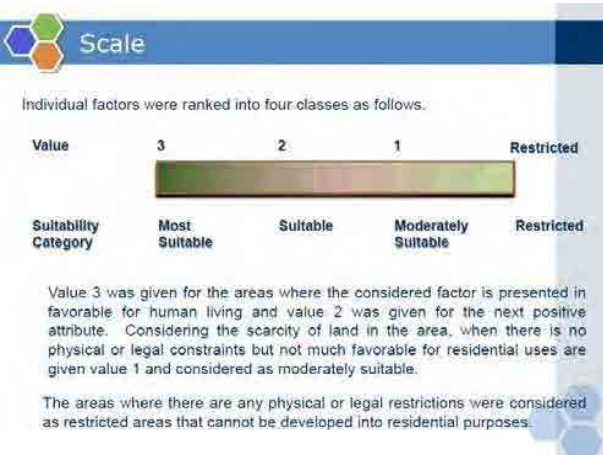 Scale
Individual factors were ranked into four classes as follows.
Value 3 2 1 Restricted
Suitability Most Suitable Moderately Restricted
Category Suitable Suitable
Value 3 was given for the areas where the considered factor is presented in
favorable for human living and value 2 was given for the next positive
attribute. Considering the scarcity of land in the area, when there is no
physical or legal constraints but not much favorable for residential uses are
given value 1 and considered as moderately suitable.
The areas where there are any physical or legal restrictions were considered
as restricted areas that cannot be developed into residential purposes.